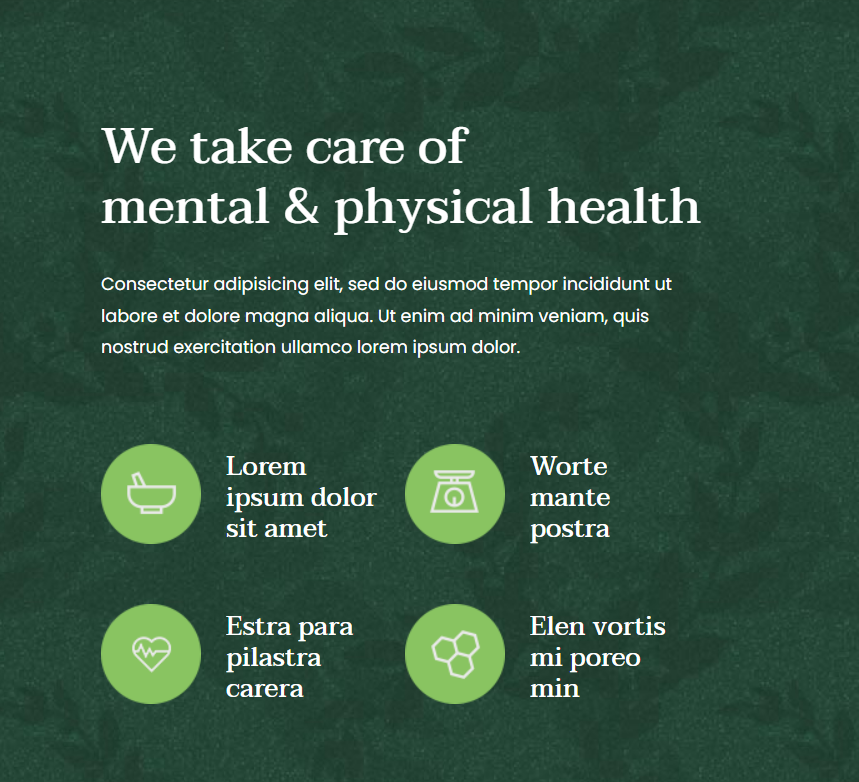 We take care of
mental & physical health
Consectetur adipisicing elit, sed do eiusmod tempor incididunt ut
labore et dolore magna aliqua. Ut enim ad minim veniam, quis
nostrud exercitation ullamco lorem ipsum dolor.
Lorem
ipsum dolor
sit amet
Worte
mante
postra
Estra para
pilastra
carera
Elen vortis
mi poreo
min